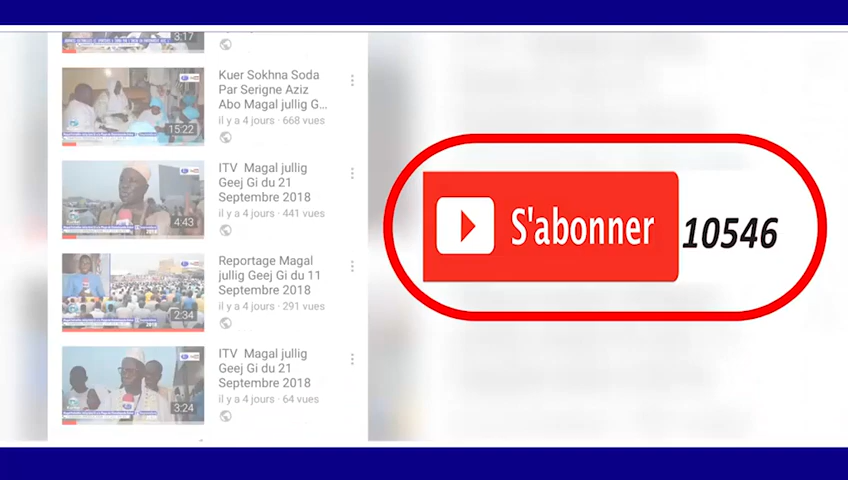 3:17
Kuer Sokhna Soda
Par Serigne Aziz
Abo Magal jullig G...
il y a 4 jours · 668 vues
15:22
ITV Magal jullig
Geej Gi du 21
Septembre 2018
il y a 4 jours · 441 vues
4:43
Reportage Magal
jullig Geej Gi du 11
Septembre 2018
il y a 4 jours · 291 vues
2:34
ITV Magal jullig
Geej Gi du 21
Septembre 2018
il y a 4 jours · 64 vues
3:24
S'abonner
10546